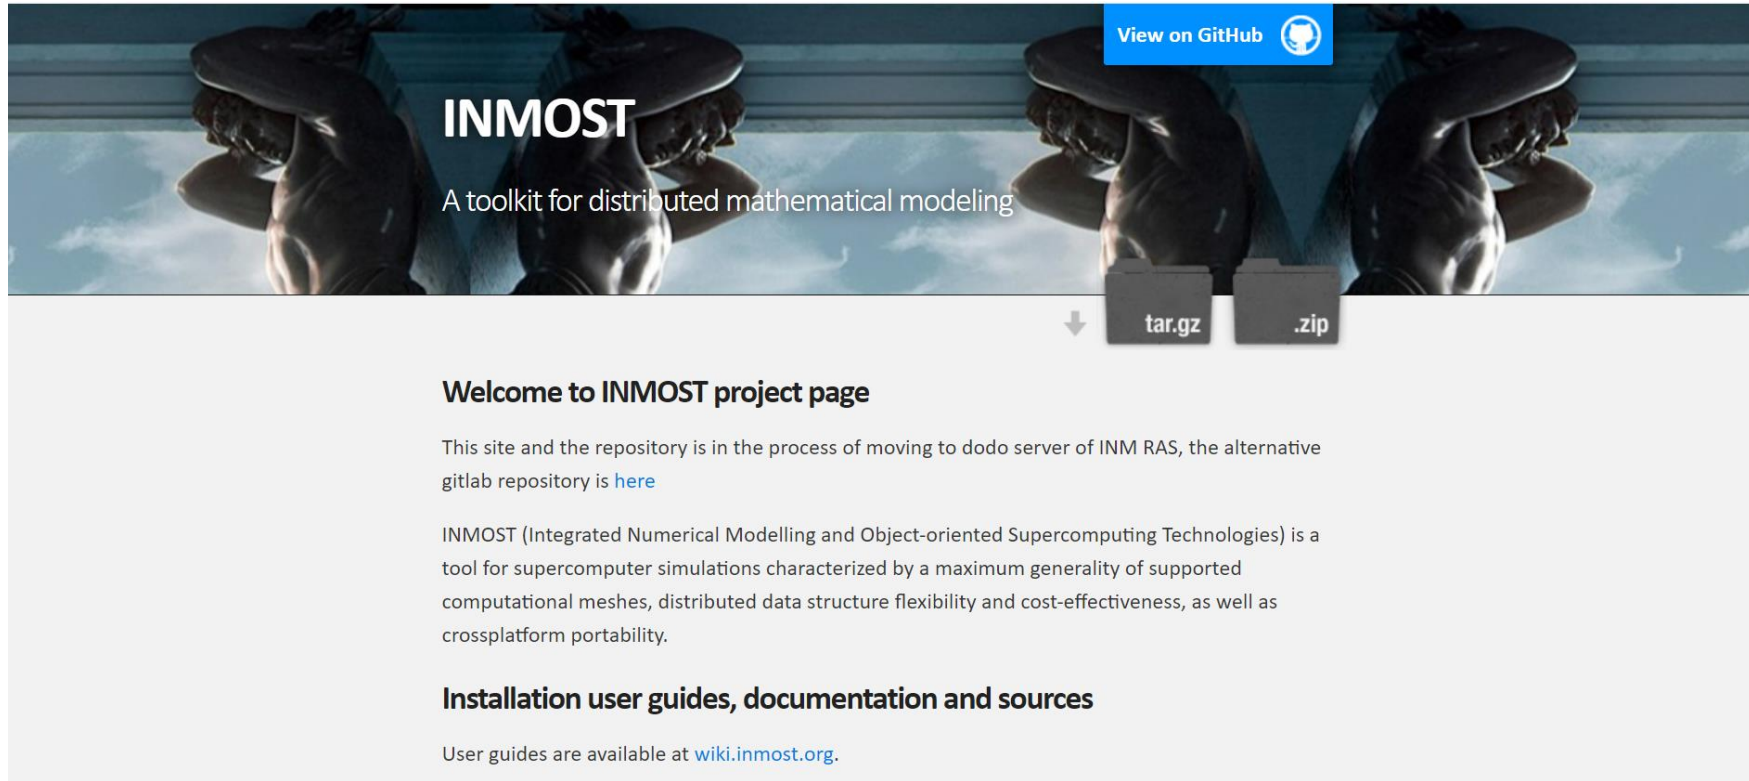 View on GitHub
INMOST
A toolkit for distributed mathematical modeling
tar.gz
.zip
Welcome to INMOST project page
This site and the repository is in the process of moving to dodo server of INM RAS, the alternative
gitlab repository is here
INMOST (Integrated Numerical Modelling and Object-oriented Supercomputing Technologies) is a
tool for supercomputer simulations characterized by a maximum generality of supported
computational meshes, distributed data structure flexibility and cost-effectiveness, as well as
crossplatform portability.
Installation user guides, documentation and sources
User guides are available at wiki.inmost.org.